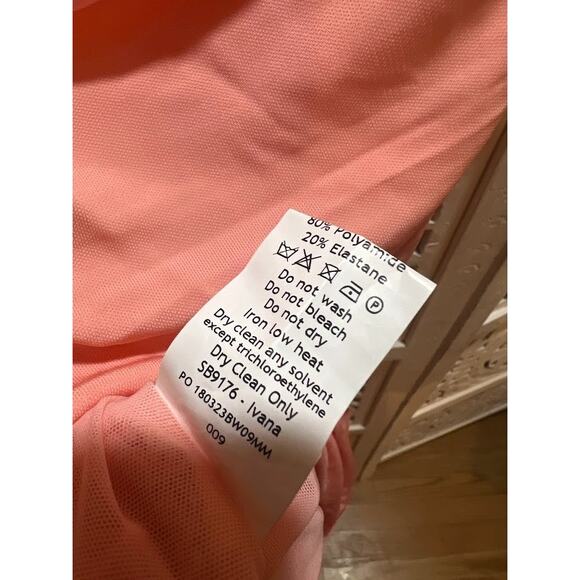 80% Polyamide
20% Elastane
P
Do not wash
Do not bleach
Do not dry
Iron low heat
Dry clean any solvent
except trichloroethylene
Dry Clean Only
SB9176 - Ivana
PO 180323BW09MM
009